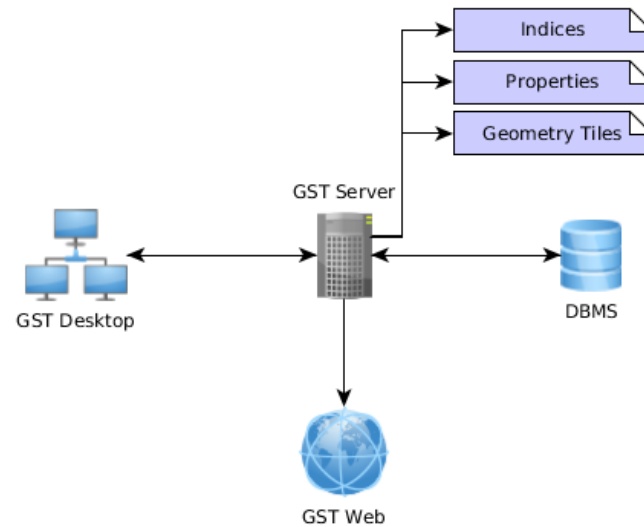 Indices
Properties
Geometry Tiles
GST Server
GST Desktop
DBMS
GST Web